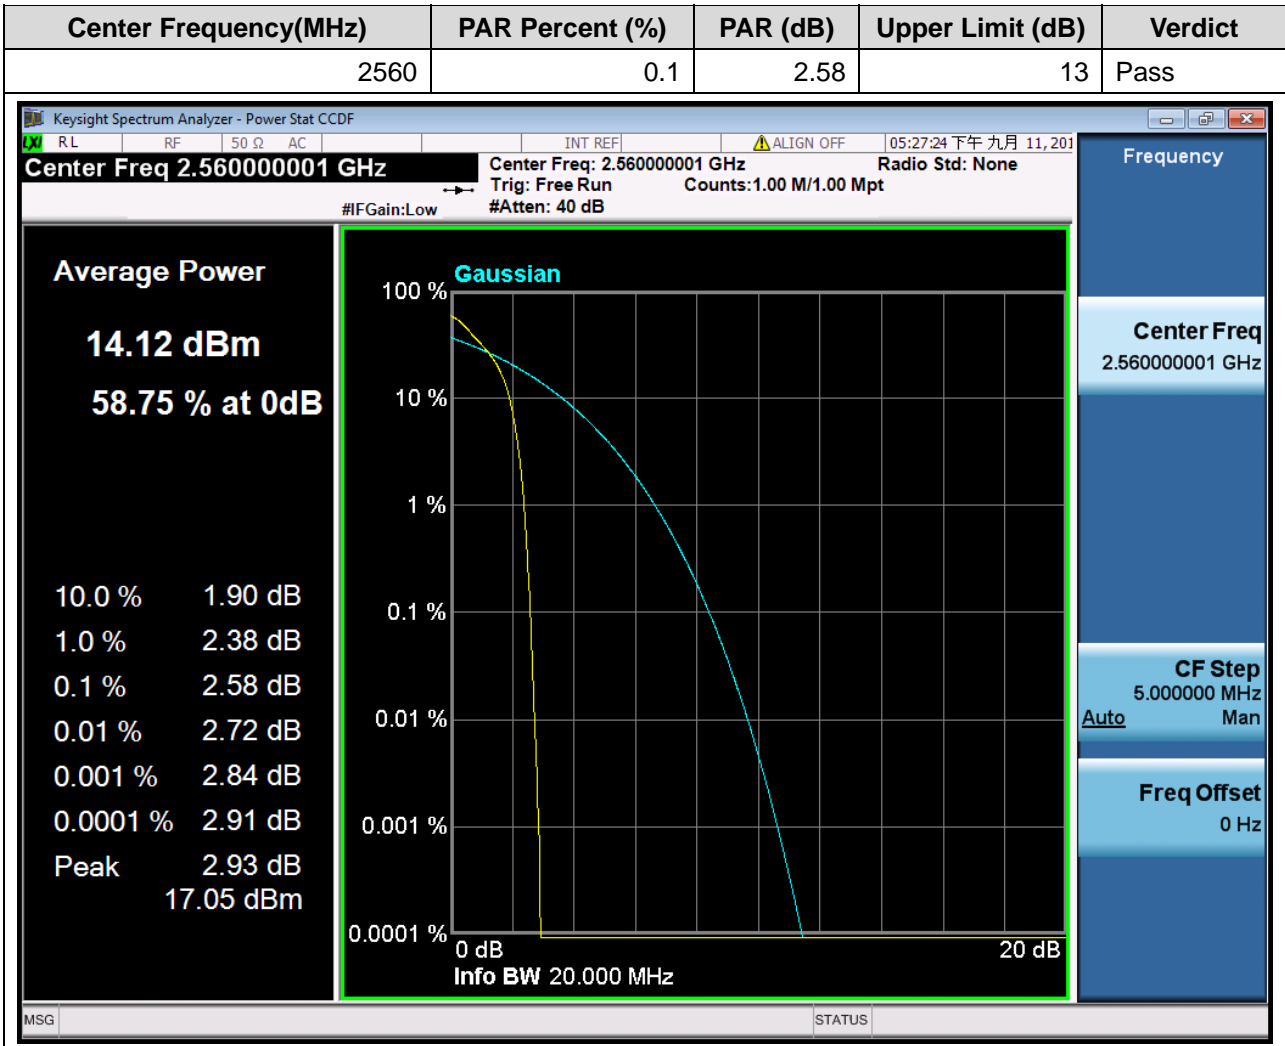 Center Frequency(MHz) PAR Percent (%) PAR (dB) Upper Limit (dB) Verdict
2560 0.1 2.58 13 Pass
Keysight Spectrum Analyzer - Power Stat CCDF
LXI RL RF 50 Ω AC INT REF ALIGN OFF 05:27:24 下午 九月 11, 201
Center Freq 2.560000001 GHz
Center Freq: 2.560000001 GHz Radio Std: None
Trig: Free Run Counts:1.00 M/1.00 Mpt
#IFGain:Low #Atten: 40 dB
Average Power
14.12 dBm
58.75 % at 0dB
10.0 % 1.90 dB
1.0 % 2.38 dB
0.1 % 2.58 dB
0.01 % 2.72 dB
0.001 % 2.84 dB
0.0001 % 2.91 dB
Peak 2.93 dB
17.05 dBm
Gaussian
100 %
10 %
1 %
0.1 %
0.01 %
0.001 %
0.0001 %
0 dB 20 dB
Info BW 20.000 MHz
Frequency
Center Freq
2.560000001 GHz
CF Step
5.000000 MHz
Auto Man
Freq Offset
0 Hz
MSG STATUS